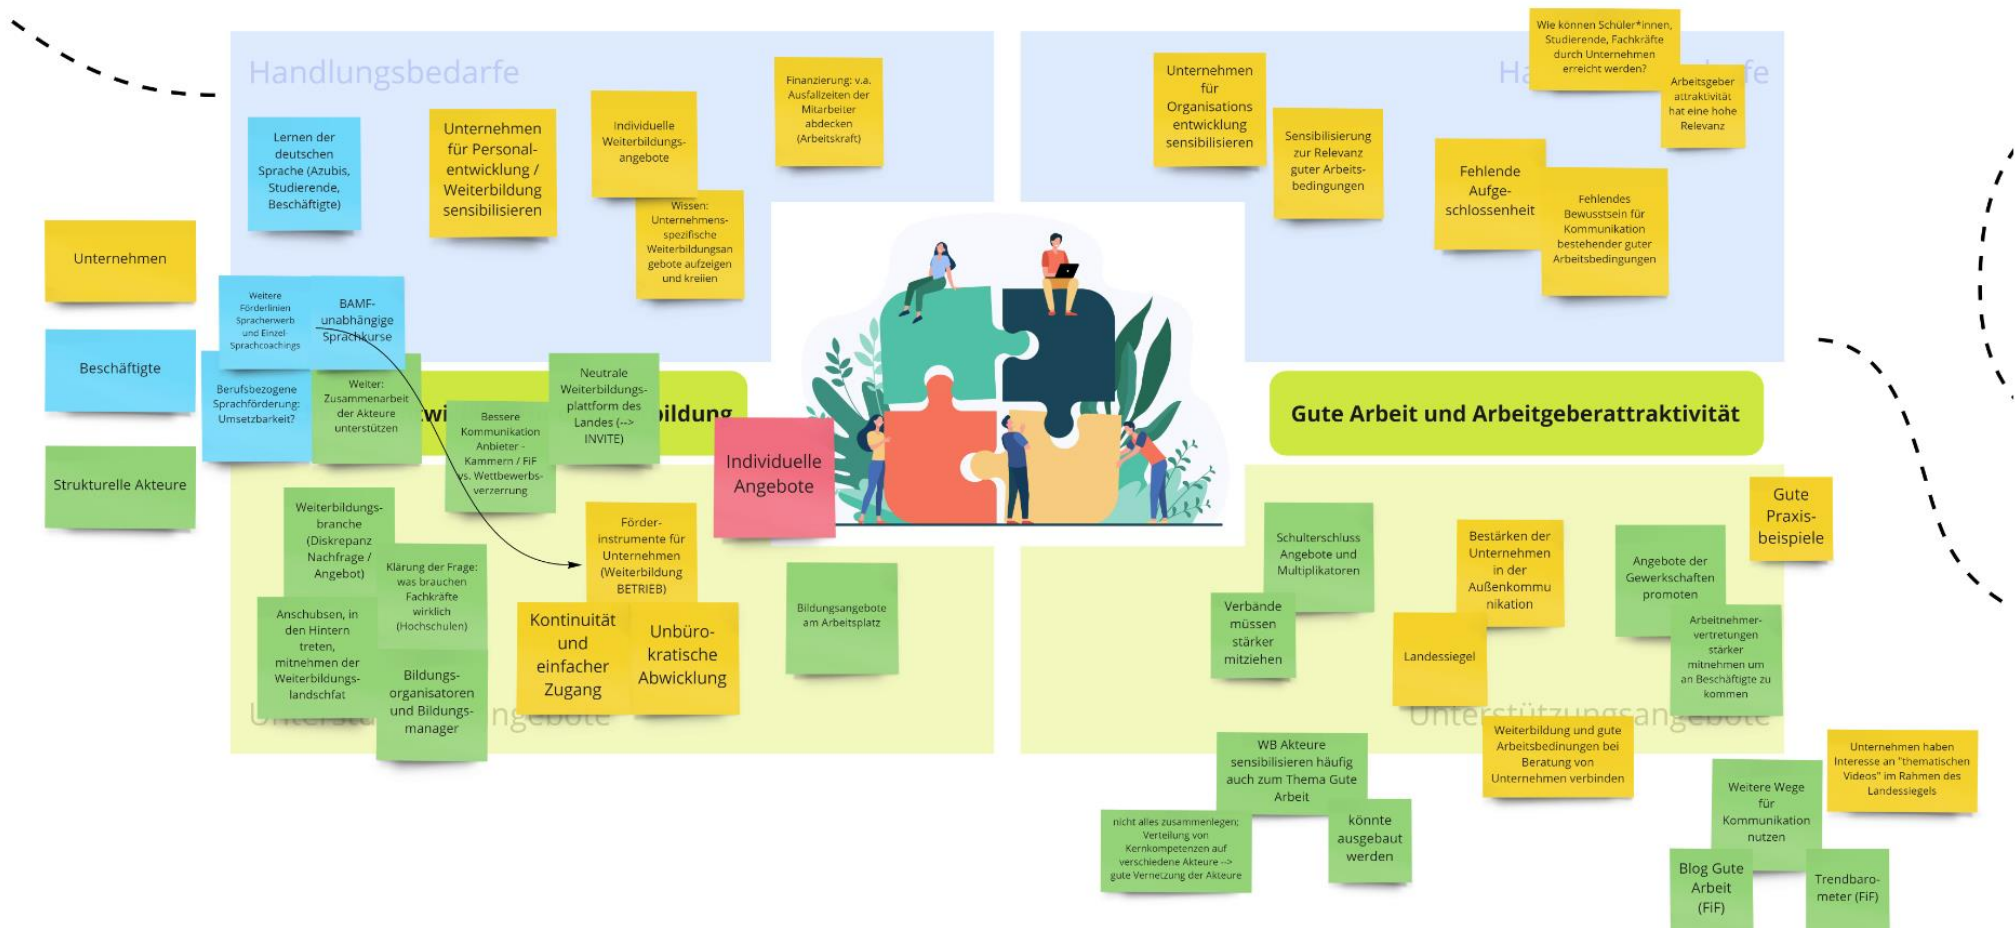 Handlungsbedarfe
Lernen der
deutschen
Sprache (Azubis,
Studierende,
Beschäftigte)
Unternehmen
für Personal-
entwicklung /
Weiterbildung
sensibilisieren
Individuelle
Weiterbildungs-
angebote
Finanzierung: v.a.
Ausfallzeiten der
Mitarbeiter
abdecken
(Arbeitskraft)
Wissen:
Unternehmens-
spezifische
Weiterbildungsan
gebote aufzeigen
und kreiien
Unternehmen
Beschäftigte
Strukturelle Akteure
Weitere
Förderlinien
Spracherwerb
und Einzel-
Sprachcoachings
BAMF-
unabhängige
Sprachkurse
Berufsbezogene
Sprachförderung:
Umsetzbarkeit?
Weiter:
Zusammenarbeit
der Akteure
unterstützen
bildung
Bessere
Kommunikation
Anbieter -
Kammern / FiF
vs. Wettbewerbs-
verzerrung
Neutrale
Weiterbildungs-
plattform des
Landes (-->
INVITE)
Individuelle
Angebote
Weiterbildungs-
branche
(Diskrepanz
Nachfrage /
Angebot)
Klärung der Frage:
was brauchen
Fachkräfte
wirklich
(Hochschulen)
Anschubsen, in
den Hintern
treten,
mitnehmen der
Weiterbildungs-
landschfat
Bildungs-
organisatoren
und Bildungs-
manager
Förder-
instrumente für
Unternehmen
(Weiterbildung
BETRIEB)
Kontinuität
und
einfacher
Zugang
Unbüro-
kratische
Abwicklung
Bildungsangebote
am Arbeitsplatz
ngebote
Unternehmen
für
Organisations
entwicklung
sensibilisieren
Sensibilisierung
zur Relevanz
guter Arbeits-
bedingungen
Wie können Schüler*innen,
Studierende, Fachkräfte
durch Unternehmen
erreicht werden?
Arbeitsgeber
attraktivität
hat eine hohe
Relevanz
Fehlende
Aufge-
schlossenheit
Fehlendes
Bewusstsein für
Kommunikation
bestehender guter
Arbeitsbedingungen
Gute Arbeit und Arbeitgeberattraktivität
Schulterschluss
Angebote und
Multiplikatoren
Verbände
müssen
stärker
mitziehen
Bestärken der
Unternehmen
in der
Außenkommu
nikation
Landessiegel
Angebote der
Gewerkschaften
promoten
Arbeitnehmer-
vertretungen
stärker
mitnehmen um
an Beschäftigte zu
kommen
Gute
Praxis-
beispiele
Unterstützungsangebote
WB Akteure
sensibilisieren häufig
auch zum Thema Gute
Arbeit
nicht alles zusammenlegen;
Verteilung von
Kernkompetenzen auf
verschiedene Akteure -->
gute Vernetzung der Akteure
könnte
ausgebaut
werden
Weiterbildung und gute
Arbeitsbedinungen bei
Beratung von
Unternehmen verbinden
Weitere Wege
für
Kommunikation
nutzen
Unternehmen haben
Interesse an "thematischen
Videos" im Rahmen des
Landessiegels
Blog Gute
Arbeit
(FiF)
Trendbaro-
meter (FiF)